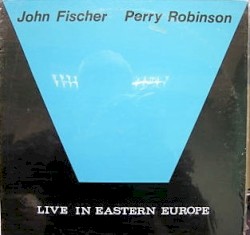 John Fischer Perry Robinson
LIVE IN EASTERN EUROPE